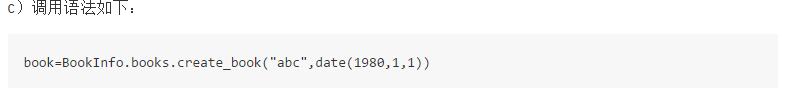 c）调用语法如下：
book=BookInfo.books.create_book("abc",date(1980,1,1))